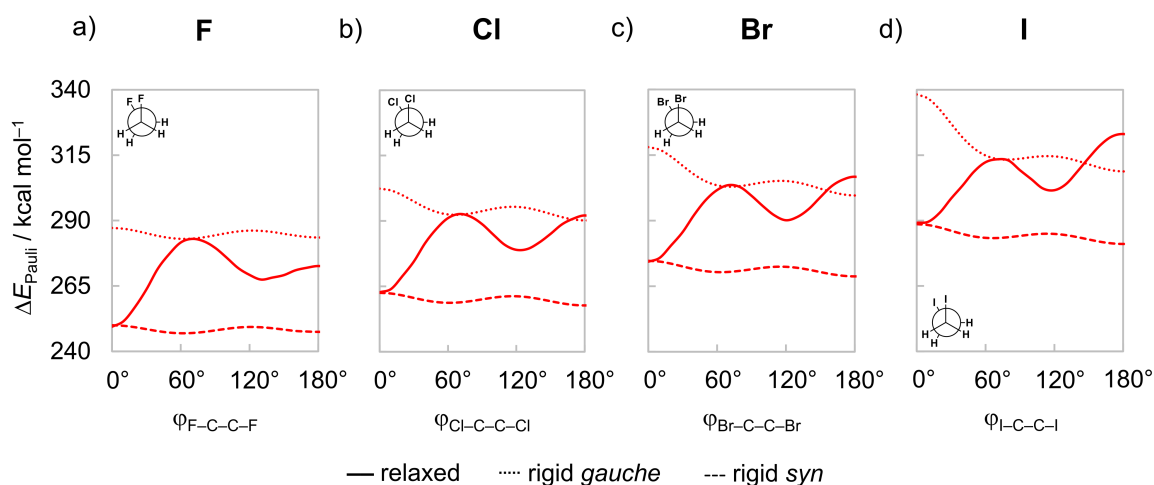 a) F b) Cl c) Br d) I
340
315
290
265
240
ΔE_Pauli / kcal mol⁻¹
F F
H H
H H
Cl Cl
H H
H H
Br Br
H H
H H
I I
H H
H H
0° 60° 120° 180° 0° 60° 120° 180° 0° 60° 120° 180° 0° 60° 120° 180°
φF–C–C–F φCl–C–C–Cl φBr–C–C–Br φI–C–C–I
relaxed rigid gauche rigid syn